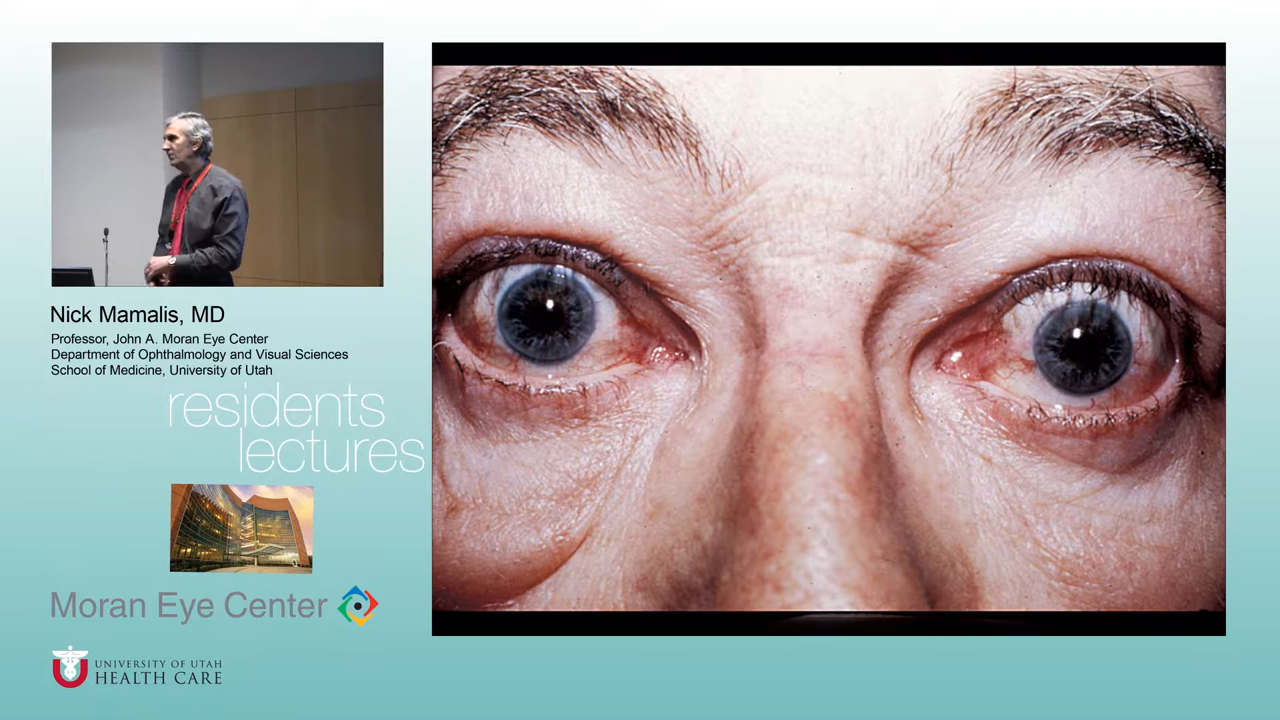 Nick Mamalis, MD
Professor, John A. Moran Eye Center
Department of Ophthalmology and Visual Sciences
School of Medicine, University of Utah
residents
lectures
Moran Eye Center
UNIVERSITY OF UTAH
HEALTH CARE